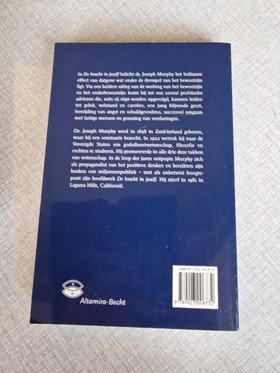 In De kracht in jezelf belicht dr. Joseph Murphy het heilzame
effect van datgene wat onder de drempel van het bewustzijn
ligt. Via een heldere uitleg van de werking van het bewustzijn
en het onderbewustzijn komt hij tot een aantal praktische
adviezen die, mits zij stipt worden opgevolgd, kunnen leiden
tot geluk, welstand en carrière, een jong blijvende geest,
bevrijding van angst en schuldgevoelens, succesvol omgaan
met lastige mensen en genezing van verslavingen.
Dr. Joseph Murphy werd in 1898 in Zuid-Ierland geboren,
waar hij een seminarie bezocht. In 1922 vertrok hij naar de
Verenigde Staten om godsdienstwetenschap, filosofie en
rechten te studeren. Hij promoveerde in alle drie deze takken
van wetenschap. In de loop der jaren ontpopte Murphy zich
als propagandist van het positieve denken en bereikten zijn
boeken een miljoenenpubliek – met als onbetwist hoogte-
punt zijn hoofdwerk De kracht in jezelf. Hij stierf in 1981 in
Laguna Hills, Californië.
Altamira-Becht